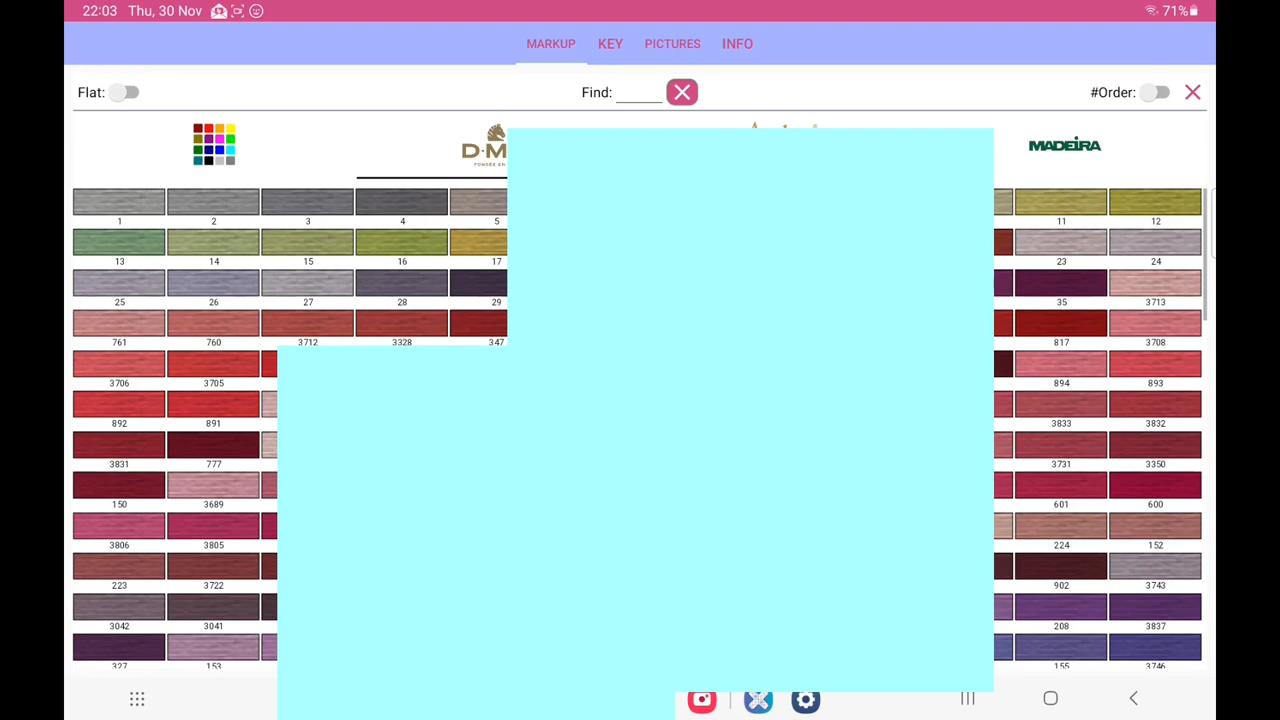 22:03 Thu, 30 Nov 71%
MARKUP KEY PICTURES INFO
Flat: Find: #Order:
MADEIRA
1 2 3 4 5 11 12
13 14 15 16 17 23 24
25 26 27 28 29 35 3713
761 760 3712 3328 347 817 3708
3706 3705 894 893
892 891 3833 3832
3831 777 3731 3350
150 3689 601 600
3806 3805 224 152
223 3722 902 3743
3042 3041 208 3837
327 153 155 3746